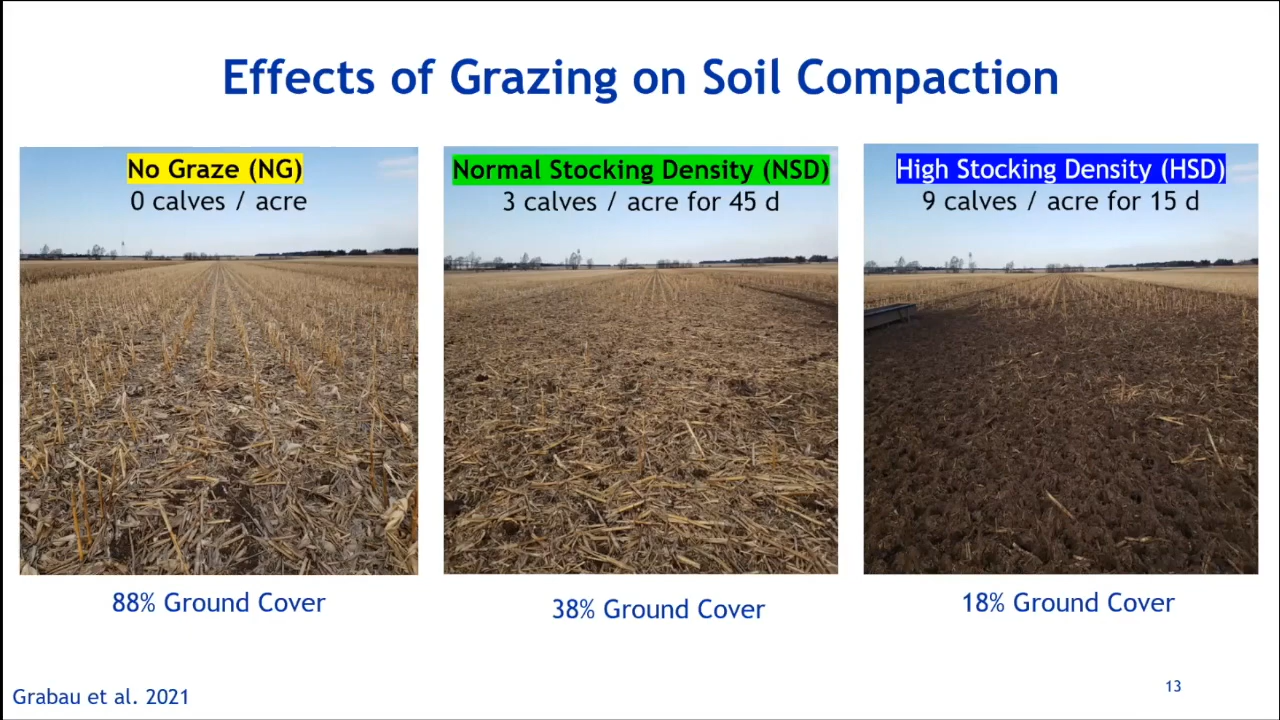 Effects of Grazing on Soil Compaction
No Graze (NG)
0 calves / acre
Normal Stocking Density (NSD)
3 calves / acre for 45 d
High Stocking Density (HSD)
9 calves / acre for 15 d
88% Ground Cover
38% Ground Cover
18% Ground Cover
Grabau et al. 2021
13